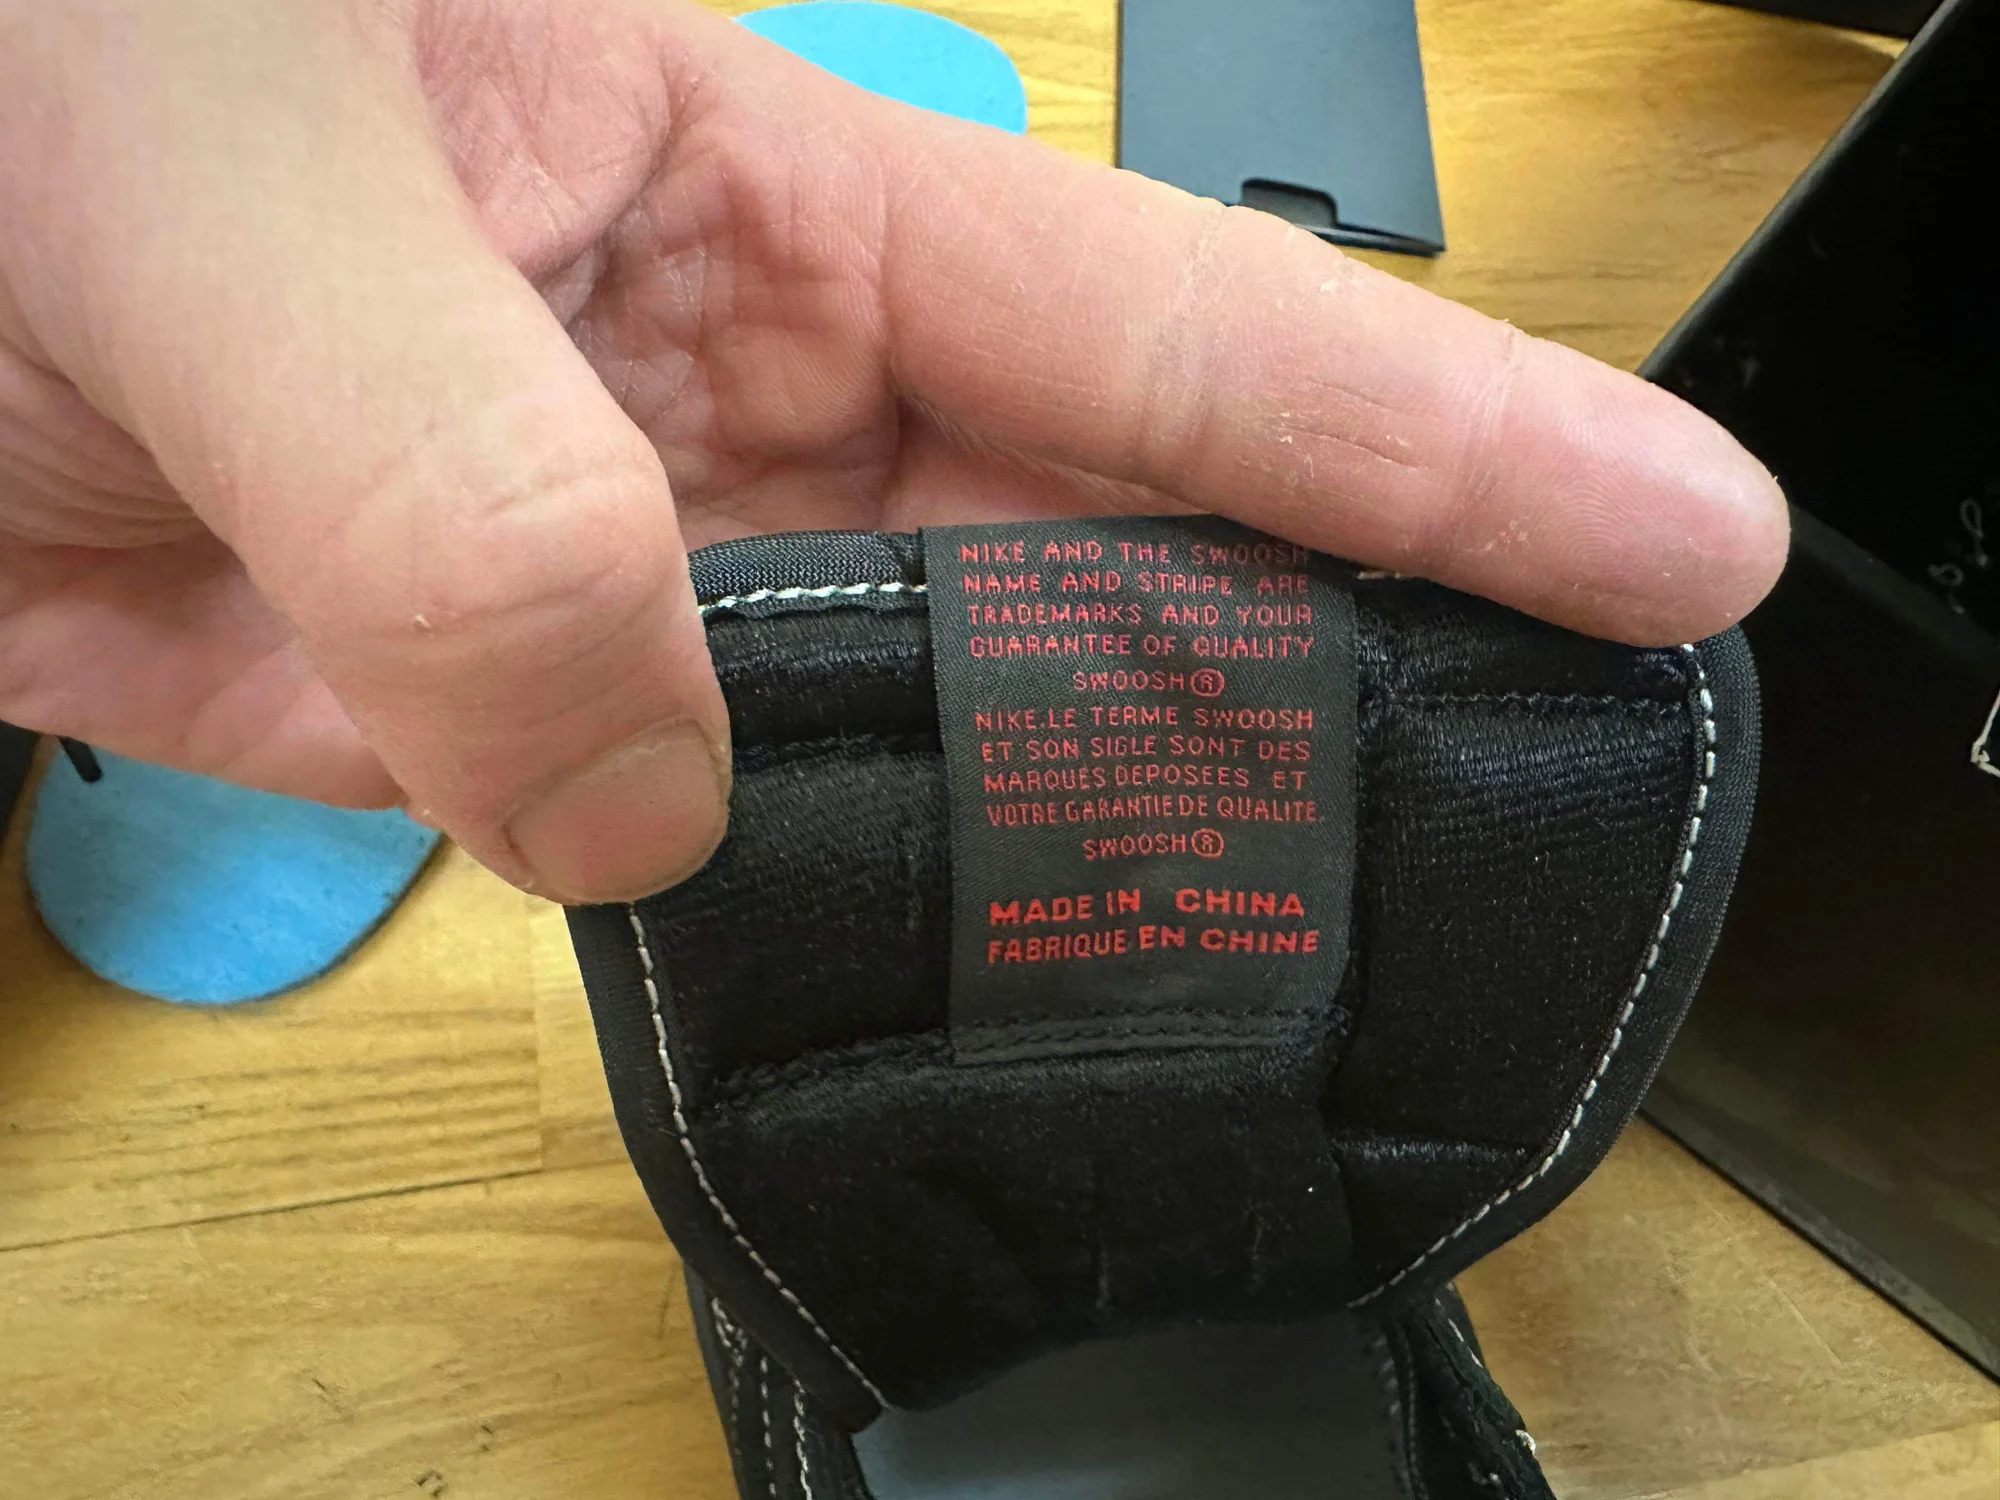 NIKE AND THE SWOOSH
NAME AND STRIPE ARE
TRADEMARKS AND YOUR
GUARANTEE OF QUALITY
SWOOSH®
NIKE.LE TERME SWOOSH
ET SON SIGLE SONT DES
MARQUES DEPOSEES ET
VOTRE GARANTIE DE QUALITE.
SWOOSH®
MADE IN CHINA
FABRIQUE EN CHINE